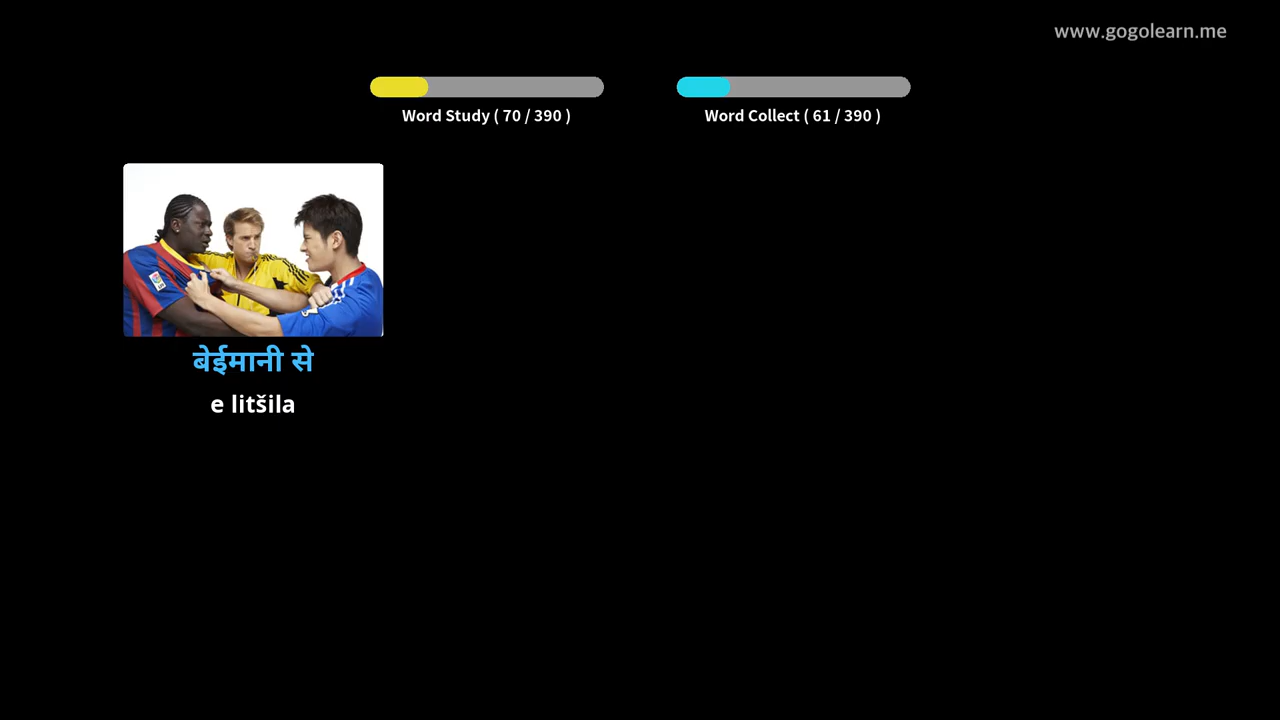 www.gogolearn.me
Word Study ( 70 / 390 )
Word Collect ( 61 / 390 )
बेईमानी से
e litšila